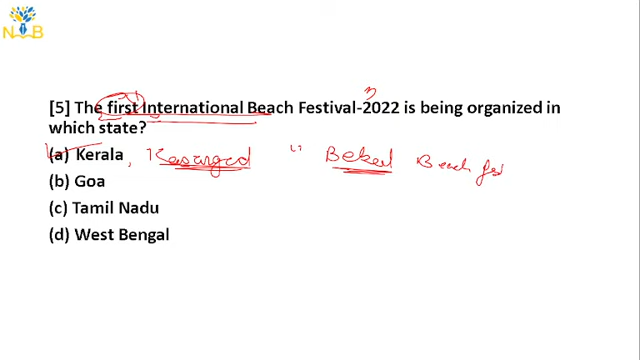 NB
[5] The first International Beach Festival-2022 is being organized in
which state?
(a) Kerala, Kasargod " Bekal Beach fes
(b) Goa
(c) Tamil Nadu
(d) West Bengal